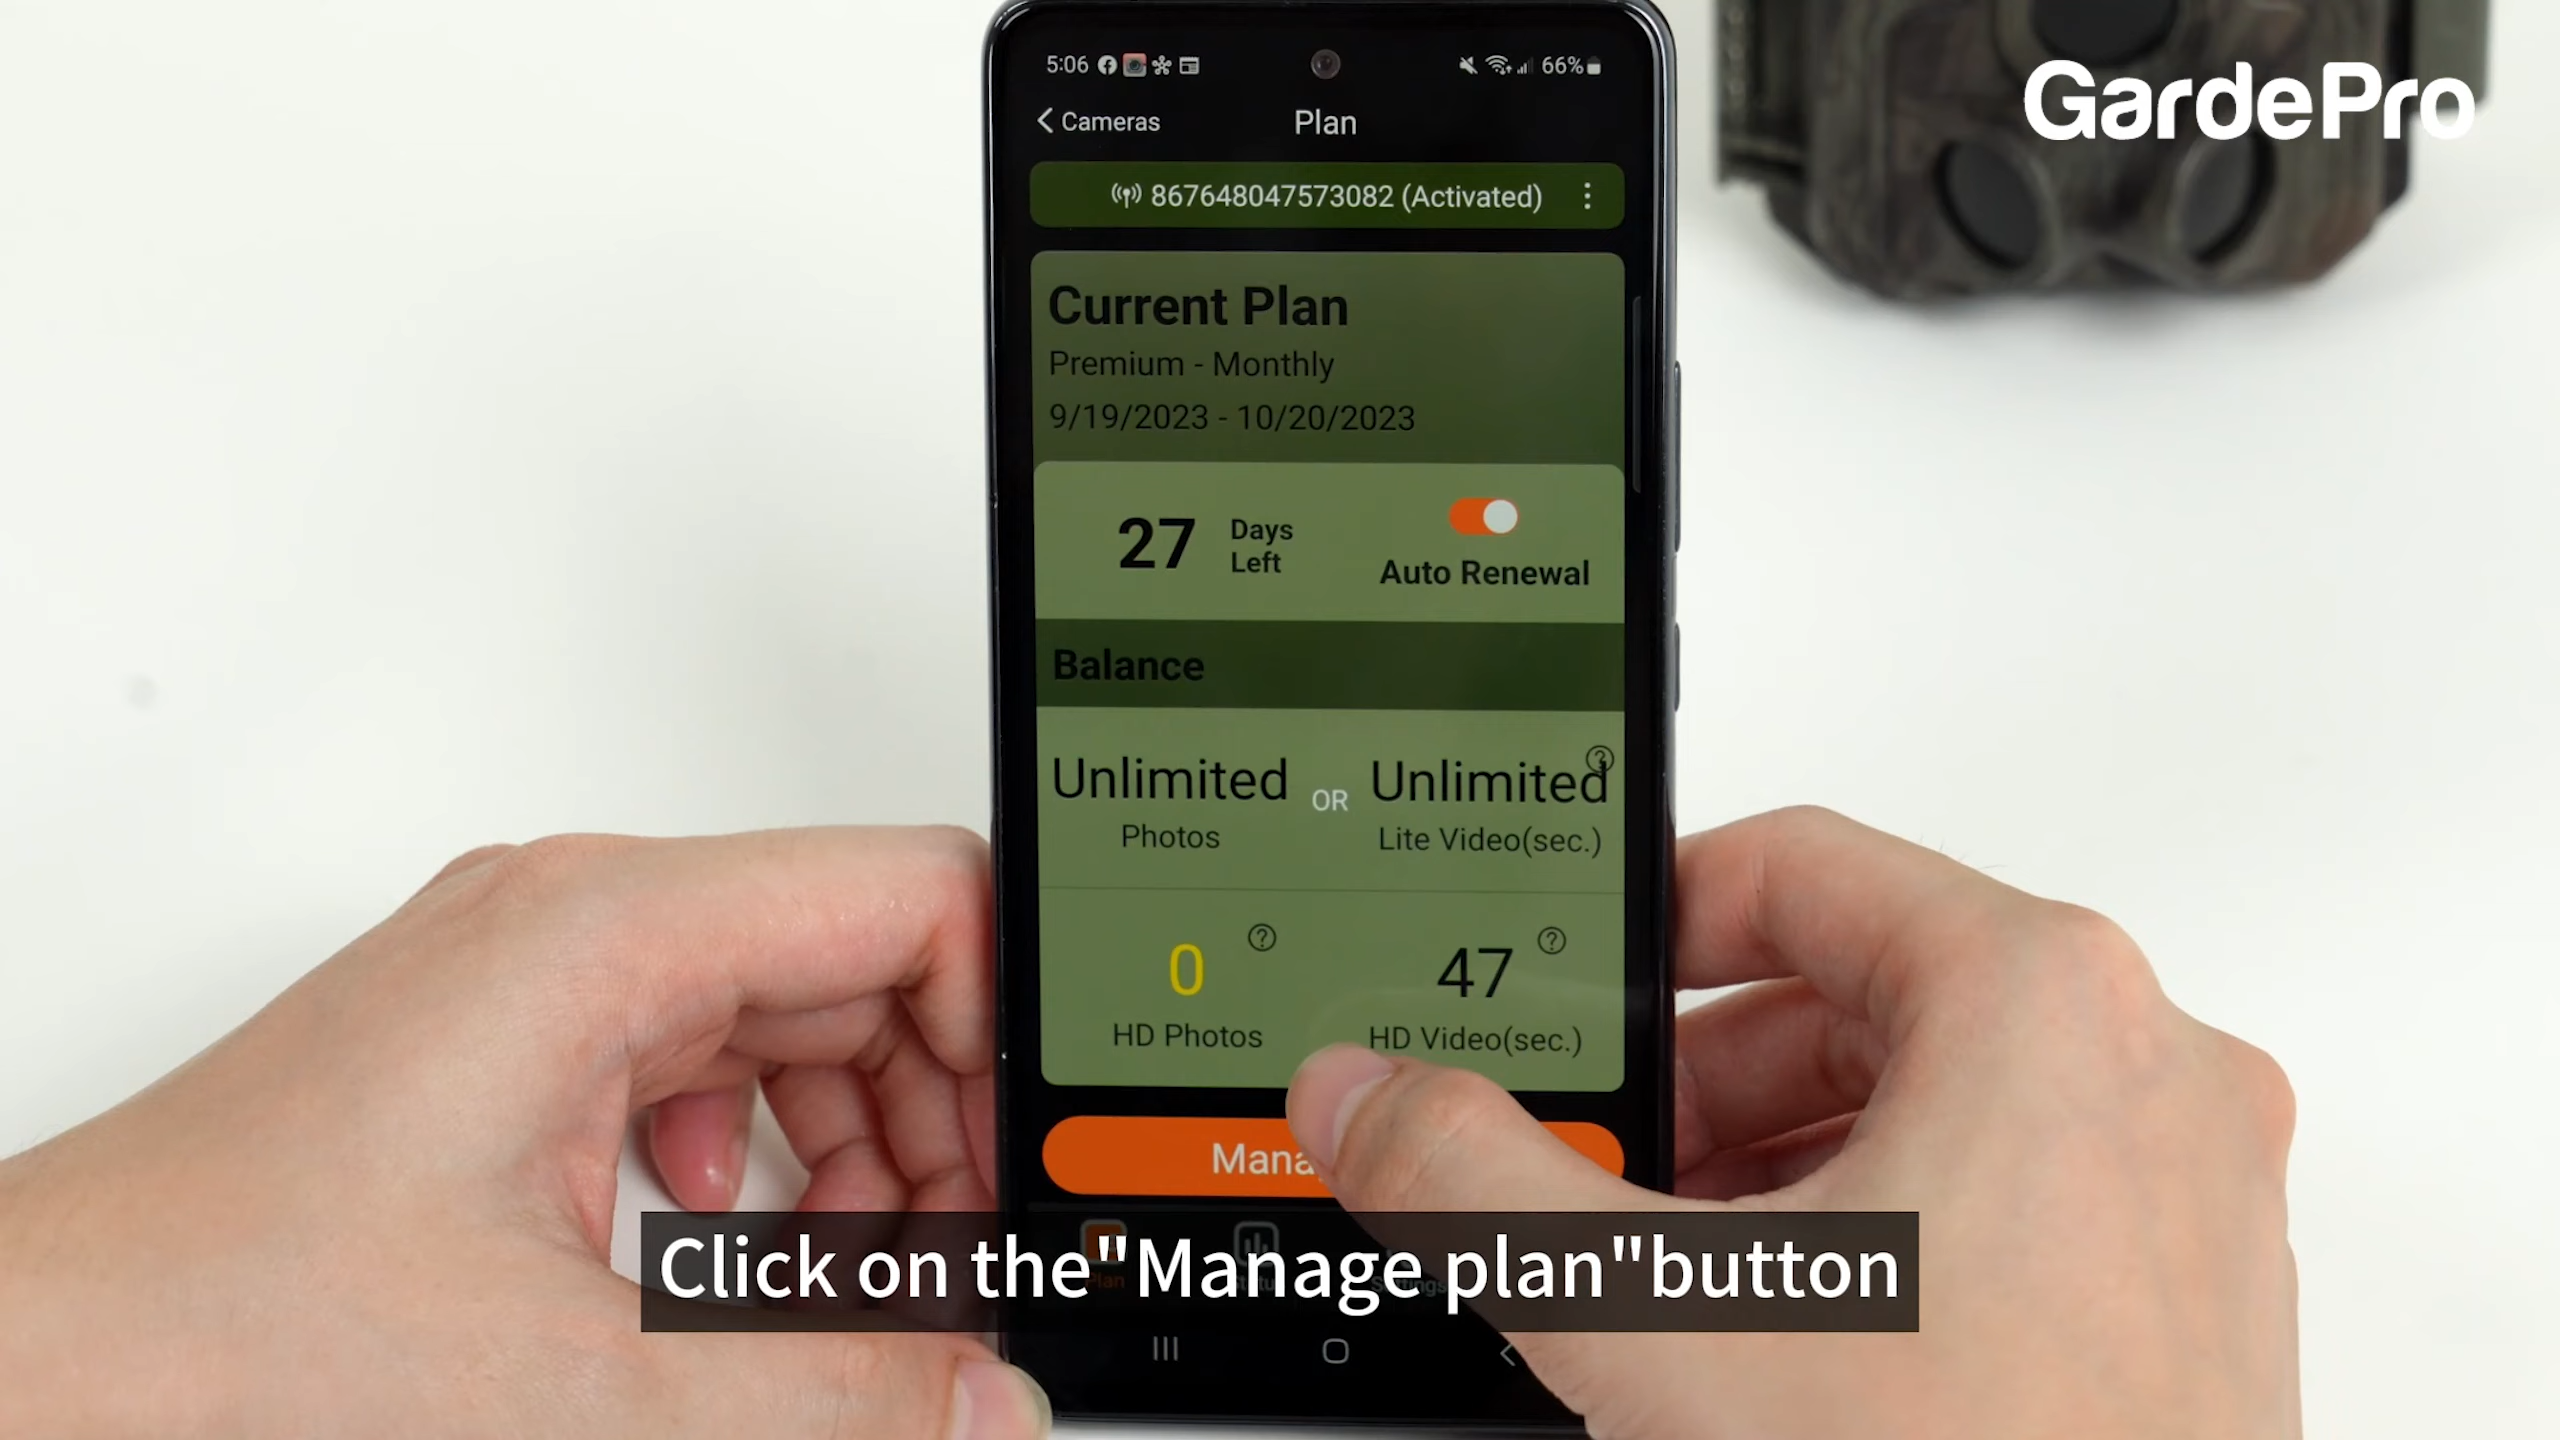 GardePro
5:06
66%
Cameras
Plan
867648047573082 (Activated)
Current Plan
Premium - Monthly
9/19/2023 - 10/20/2023
27
Days
Left
Auto Renewal
Balance
Unlimited OR Unlimited
Photos
Lite Video(sec.)
0
47
HD Photos
HD Video(sec.)
Click on the"Manage plan"button
Plan